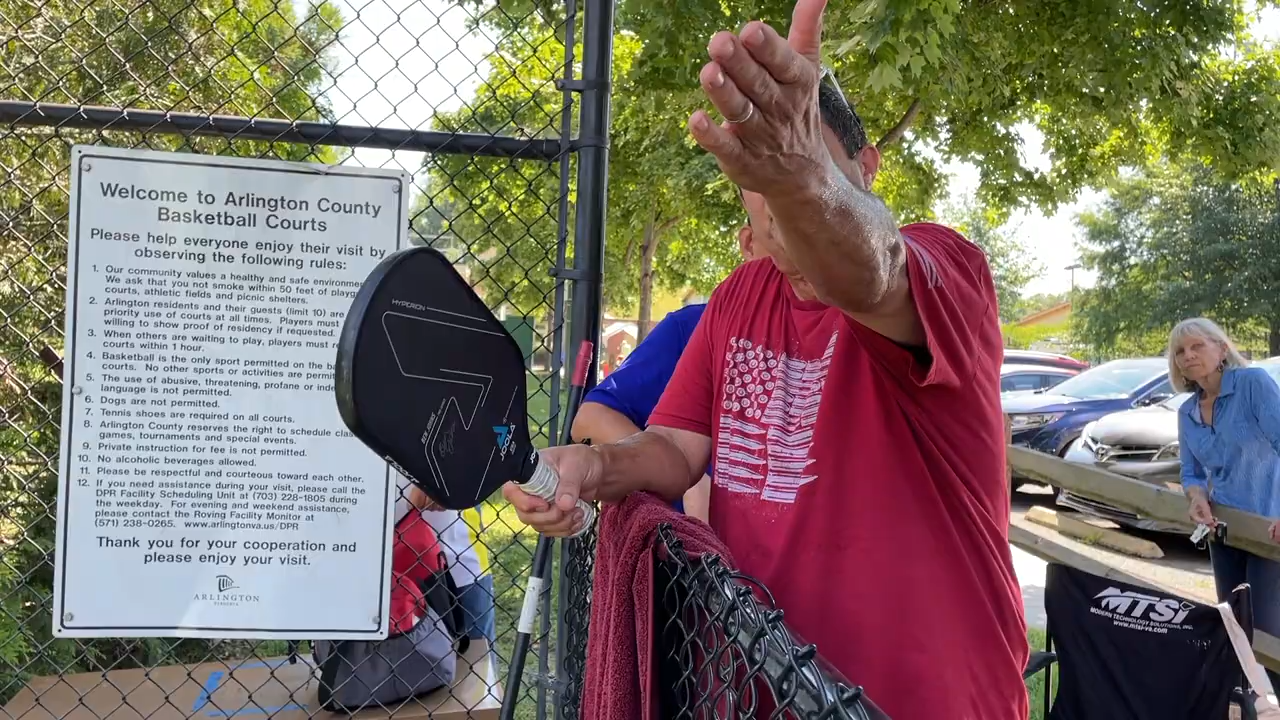 Welcome to Arlington County
Basketball Courts
Please help everyone enjoy their visit by
observing the following rules:
1. Our community values a healthy and safe environmen
We ask that you not smoke within 50 feet of playg
courts, athletic fields and picnic shelters.
2. Arlington residents and their guests (limit 10) are
priority use of courts at all times. Players must
willing to show proof of residency if requested.
3. When others are waiting to play, players must r
courts within 1 hour.
4. Basketball is the only sport permitted on the ba
courts. No other sports or activities are permit
5. The use of abusive, threatening, profane or inde
language is not permitted.
6. Dogs are not permitted.
7. Tennis shoes are required on all courts.
8. Arlington County reserves the right to schedule clas
games, tournaments and special events.
9. Private instruction for fee is not permitted.
10. No alcoholic beverages allowed.
11. Please be respectful and courteous toward each other.
12. If you need assistance during your visit, please call the
DPR Facility Scheduling Unit at (703) 228-1805 during
the weekday. For evening and weekend assistance,
please contact the Roving Facility Monitor at
(571) 238-0265. www.arlingtonva.us/DPR
Thank you for your cooperation and
please enjoy your visit.
ARLINGTON
VIRGINIA
HYPERION
BEN JOHNS
JOOLA
MTSI
MODERN TECHNOLOGY SOLUTIONS, INC.
www.mtsi-va.com